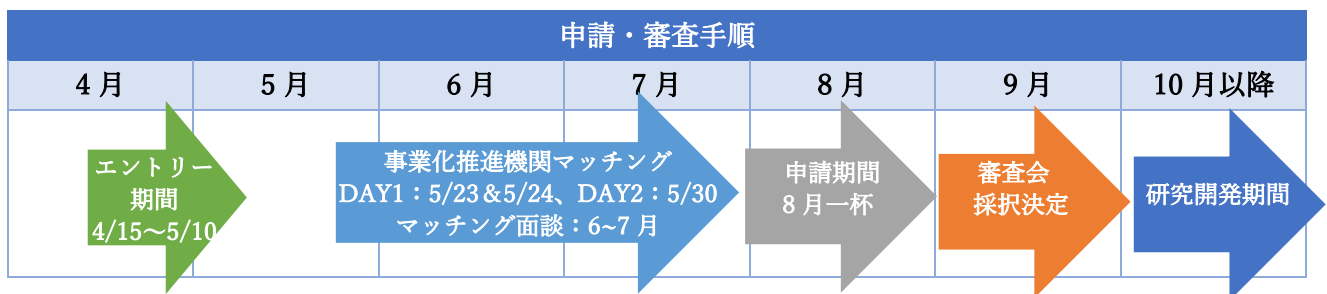 申請・審査手順
4月
5月
6月
7月
8月
9月
10月以降
エントリー
期間
4/15～5/10
事業化推進機関マッチング
DAY1：5/23＆5/24、DAY2：5/30
マッチング面談：6~7月
申請期間
8月一杯
審査会
採択決定
研究開発期間